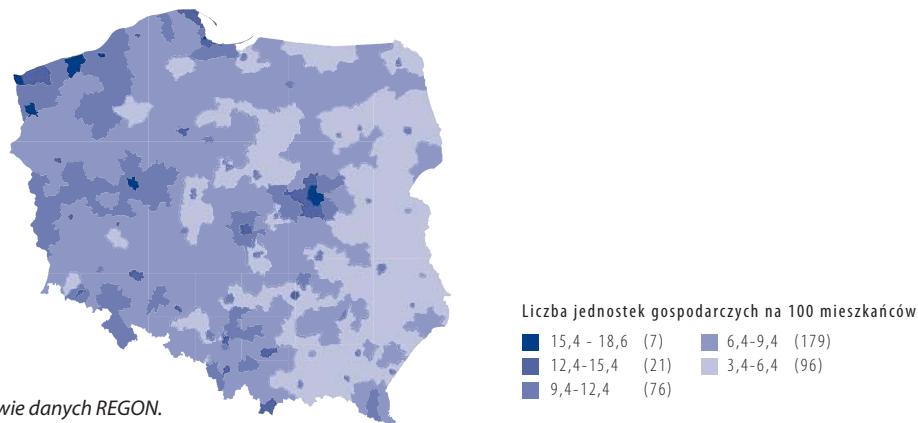 Liczba jednostek gospodarczych na 100 mieszkańców
15,4 - 18,6 (7) 6,4-9,4 (179)
12,4-15,4 (21) 3,4-6,4 (96)
9,4-12,4 (76)
wie danych REGON.